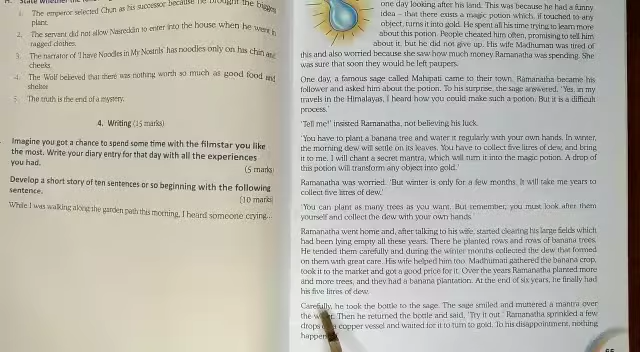 A. State whether the
1. The emperor selected Chun as his successor because he brought the biggest
plant.
2. The servant did not allow Nasroddin to enter into the house when he went in
ragged clothes.
3. The narrator of 'I have Noodles in My Nostrils' has noodles only on his chin and
cheeks.
4. The Wolf believed that there was nothing worth so much as good food and
shelter
5. The truth is the end of a mystery.
4. Writing (15 marks)
Imagine you got a chance to spend some time with the filmstar you like
the most. Write your diary entry for that day with all the experiences
you had.
(5 marks)
Develop a short story of ten sentences or so beginning with the following
sentence.
(10 marks)
While I was walking along the garden path this morning, I heard someone crying...
one day looking after his land. This was because he had a funny
idea – that there exists a magic potion which, if touched to any
object, turns it into gold. He spent all his time trying to learn more
about this potion. People cheated him often, promising to tell him
about it, but he did not give up. His wife Madhumati was tired of
this and also worried because she saw how much money Ramanatha was spending. She
was sure that soon they would be left paupers.
One day, a famous sage called Mahipati came to their town. Ramanatha became his
follower and asked him about the potion. To his surprise, the sage answered, 'Yes, in my
travels in the Himalayas, I heard how you could make such a potion. But it is a difficult
process.'
'Tell me!' insisted Ramanatha, not believing his luck.
'You have to plant a banana tree and water it regularly with your own hands. In winter,
the morning dew will settle on its leaves. You have to collect five litres of dew, and bring
it to me. I will chant a secret mantra, which will turn it into the magic potion. A drop of
this potion will transform any object into gold.'
Ramanatha was worried. 'But winter is only for a few months. It will take me years to
collect five litres of dew.'
'You can plant as many trees as you want. But remember, you must look after them
yourself and collect the dew with your own hands.'
Ramanatha went home and, after talking to his wife, started clearing his large fields which
had been lying empty all these years. There he planted rows and rows of banana trees.
He tended them carefully and during the winter months collected the dew that formed
on them with great care. His wife helped him too. Madhumati gathered the banana crop,
took it to the market and got a good price for it. Over the years Ramanatha planted more
and more trees, and they had a banana plantation. At the end of six years, he finally had
his five litres of dew.
Carefully, he took the bottle to the sage. The sage smiled and muttered a mantra over
the water. Then he returned the bottle and said, 'Try it out.' Ramanatha sprinkled a few
drops a copper vessel and waited for it to turn to gold. To his disappointment, nothing
happen